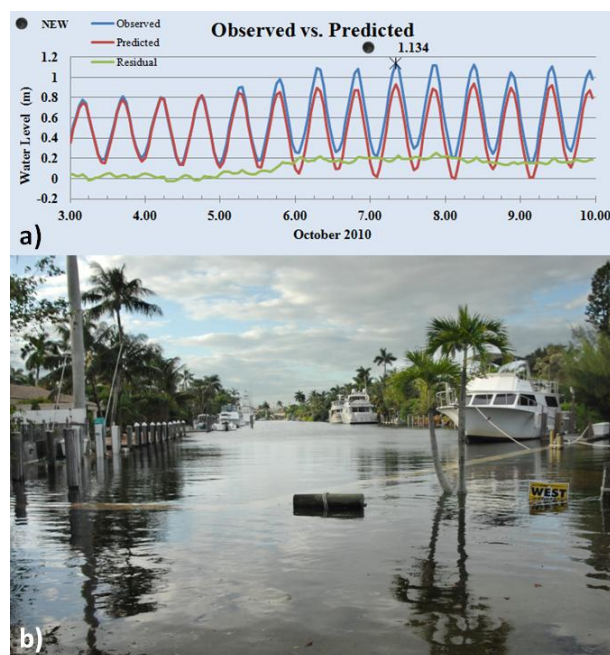 NEW
Observed
Predicted
Residual
Observed vs. Predicted
1.134
Water Level (m)
1.2
1
0.8
0.6
0.4
0.2
0
-0.2
3.00 4.00 5.00 6.00 7.00 8.00 9.00 10.00
October 2010
a)
WEST
b)